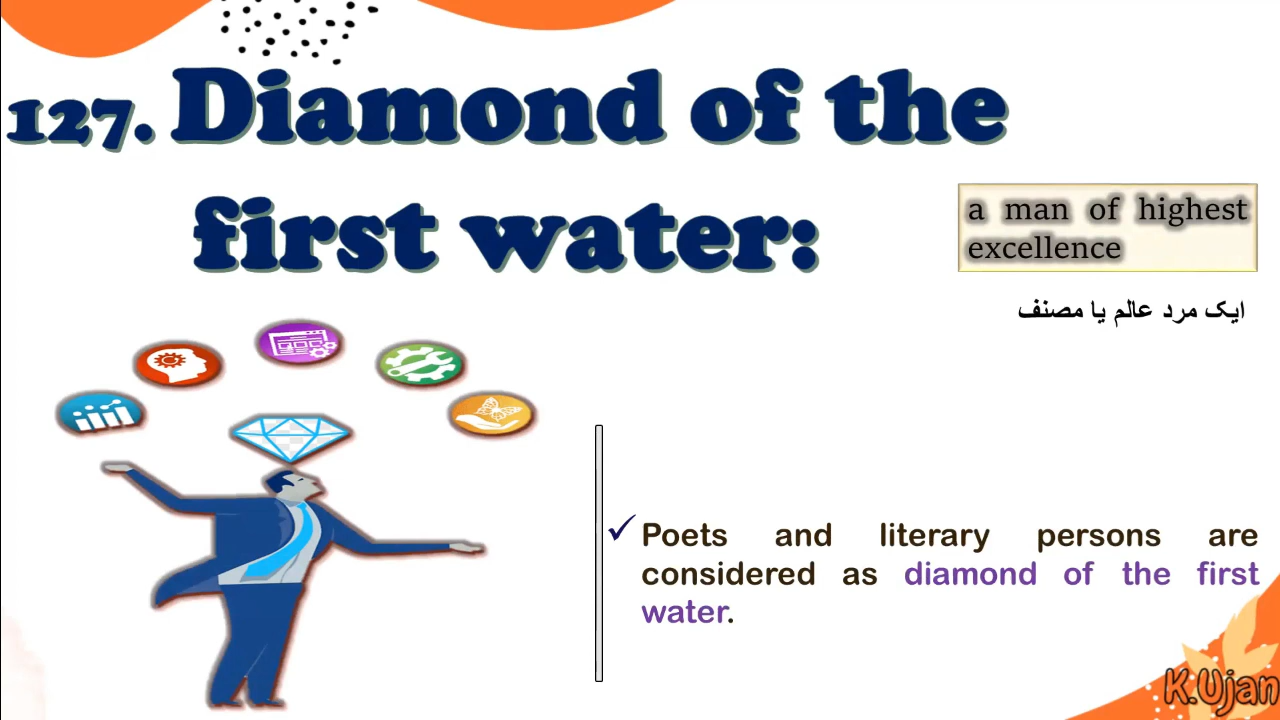 127. Diamond of the
first water:
a man of highest
excellence
ایک مرد عالم یا مصنف
Poets and literary persons are
considered as diamond of the first
water.
K.Ujan